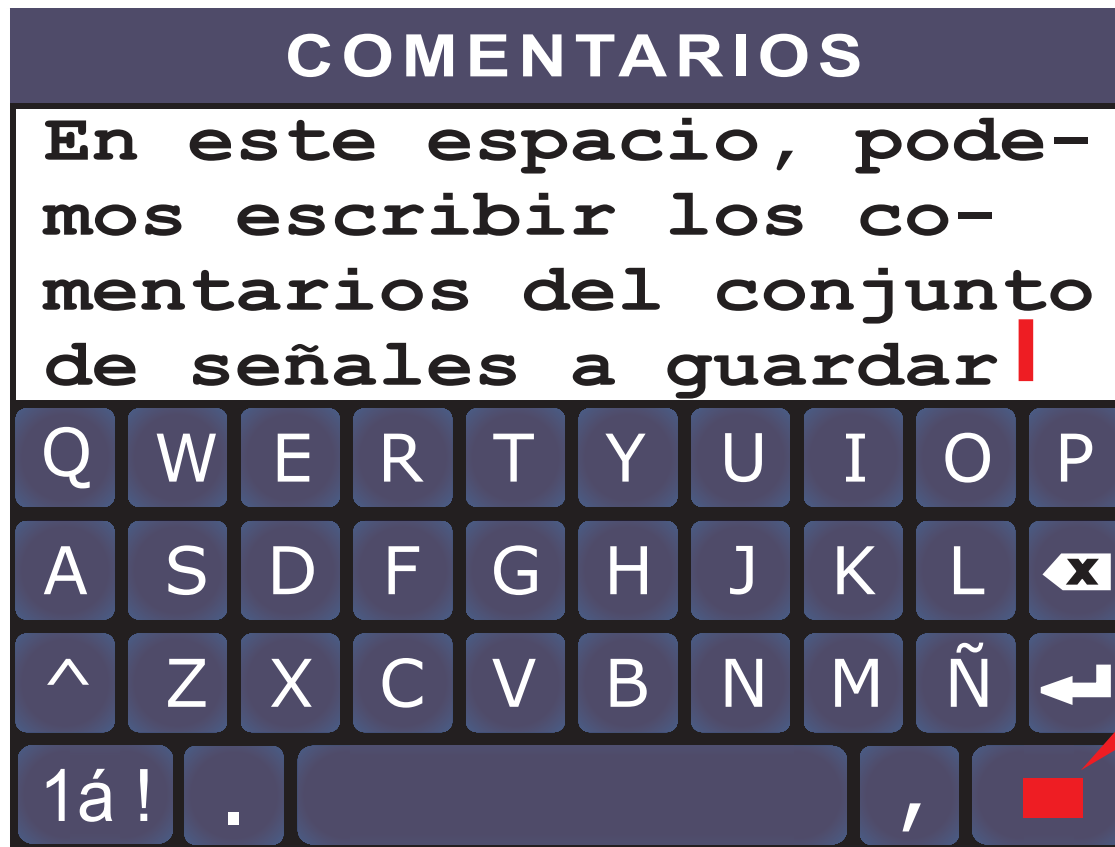 COMENTARIOS
En este espacio, pode-
mos escribir los co-
mentarios del conjunto
de señales a guardar
Q W E R T Y U I O P
A S D F G H J K L x
^ Z X C V B N M Ñ
1á! . ,